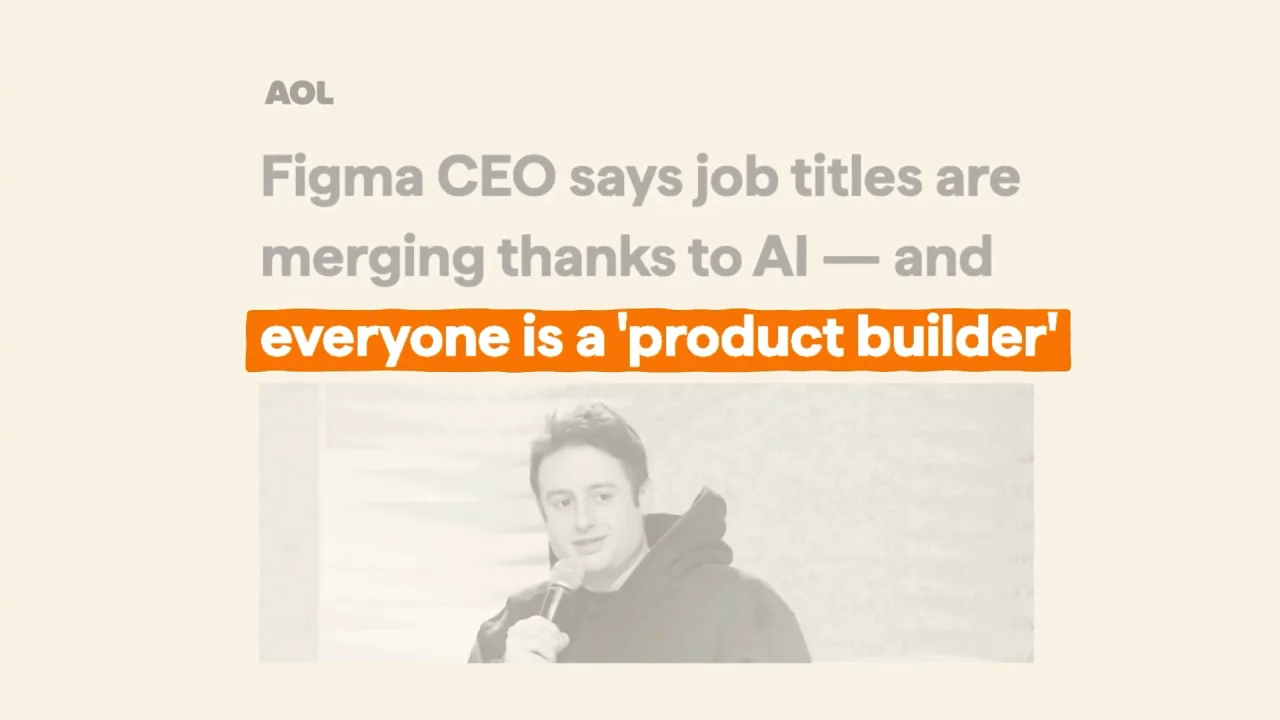 AOL
Figma CEO says job titles are
merging thanks to AI — and
everyone is a 'product builder'